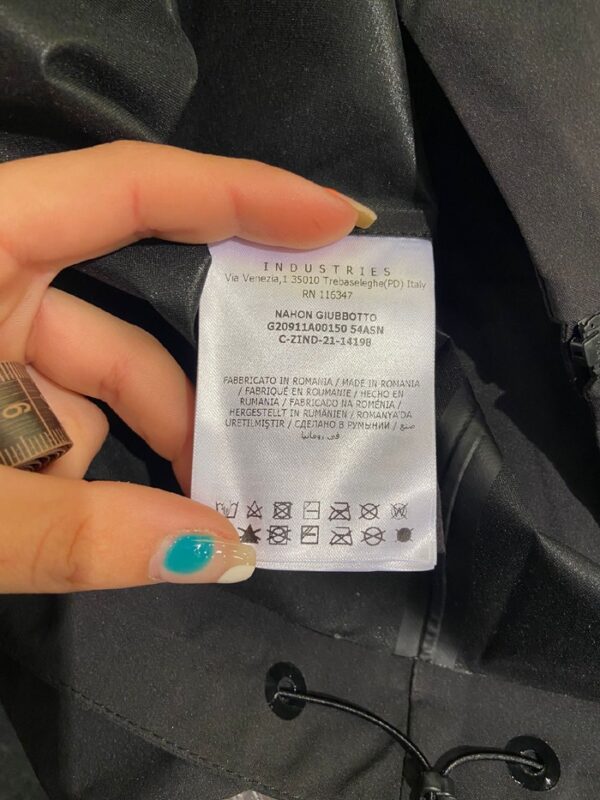 INDUSTRIES
Via Venezia,1 35010 Trebaseleghe(PD) Italy
RN 116347
NAHON GIUBBOTTO
G20911A00150 54ASN
C-ZIND-21-14198
FABBRICATO IN ROMANIA / MADE IN ROMANIA
/ FABRIQUÉ EN ROUMANIE / HECHO EN
RUMANIA / FABRICADO NA ROMÉNIA /
HERGESTELLT IN RUMÄNIEN / ROMANYA'DA
ÜRETILMIŞTIR / СДЕЛАНО В РУМЫНИИ / صنع
في رومانيا
6